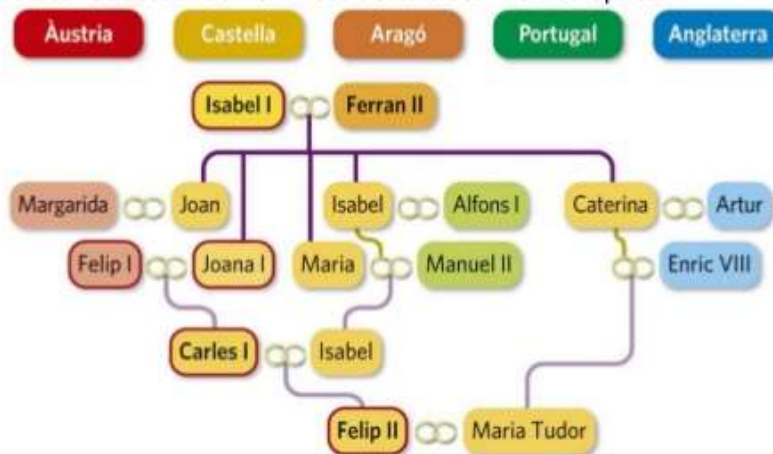 Àustria Castella Aragó Portugal Anglaterra
Isabel I Ferran II
Margarida Joan Isabel Alfons I Caterina Artur
Felip I Joana I Maria Manuel II Enric VIII
Carles I Isabel
Felip II Maria Tudor